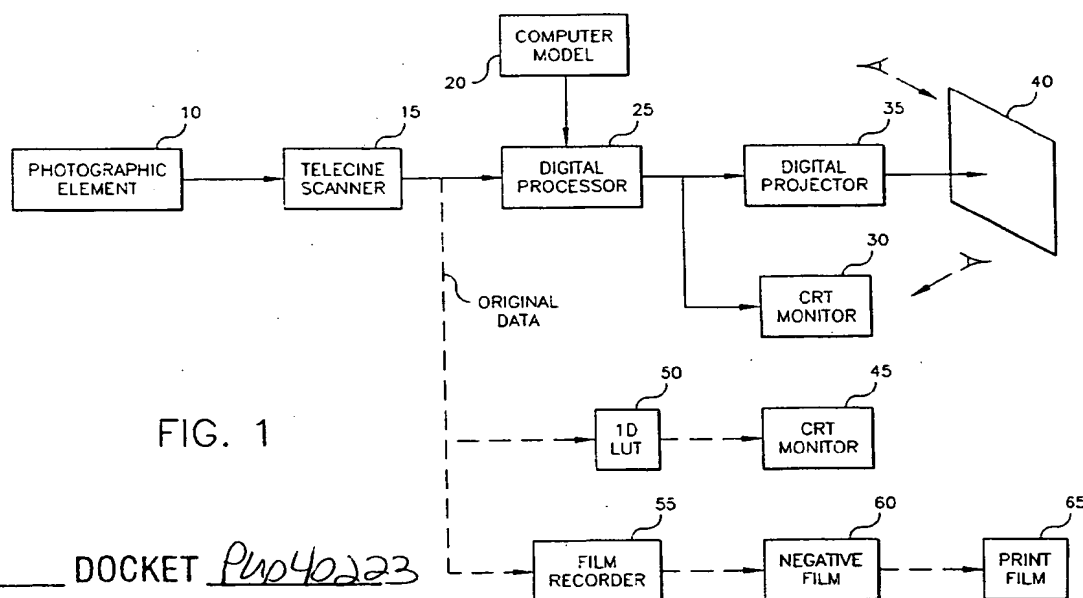 COMPUTER
MODEL
20
10
PHOTOGRAPHIC
ELEMENT
15
TELECINE
SCANNER
25
DIGITAL
PROCESSOR
35
DIGITAL
PROJECTOR
40
30
CRT
MONITOR
ORIGINAL
DATA
50
1D
LUT
45
CRT
MONITOR
FIG. 1
55
FILM
RECORDER
60
NEGATIVE
FILM
65
PRINT
FILM
DOCKET